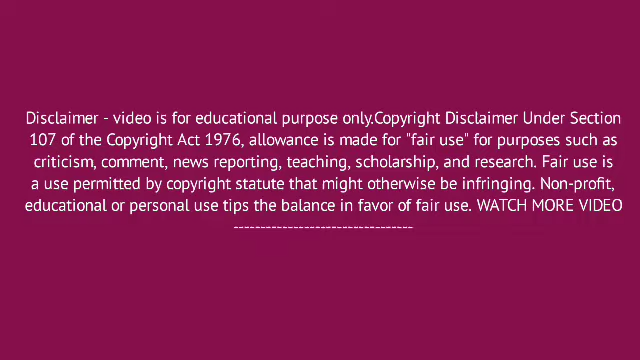 Disclaimer - video is for educational purpose only.Copyright Disclaimer Under Section
107 of the Copyright Act 1976, allowance is made for "fair use" for purposes such as
criticism, comment, news reporting, teaching, scholarship, and research. Fair use is
a use permitted by copyright statute that might otherwise be infringing. Non-profit,
educational or personal use tips the balance in favor of fair use. WATCH MORE VIDEO
----------------------------------